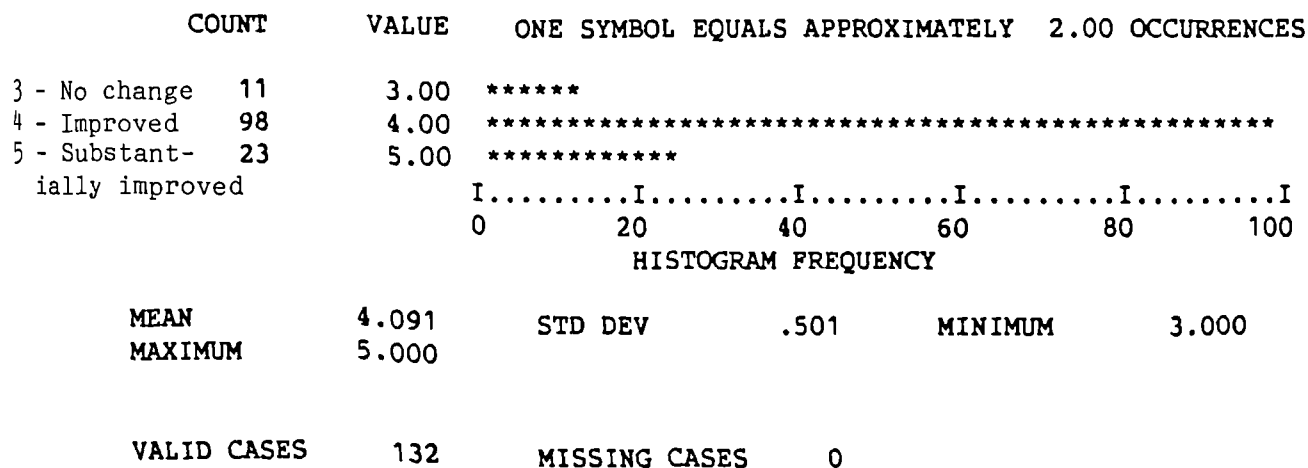 COUNT VALUE ONE SYMBOL EQUALS APPROXIMATELY 2.00 OCCURRENCES
3 - No change 11 3.00 ******
4 - Improved 98 4.00 *************************************************
5 - Substant- 23 5.00 ************
ially improved
I.........I.........I.........I.........I.........I
0 20 40 60 80 100
HISTOGRAM FREQUENCY
MEAN 4.091 STD DEV .501 MINIMUM 3.000
MAXIMUM 5.000
VALID CASES 132 MISSING CASES 0